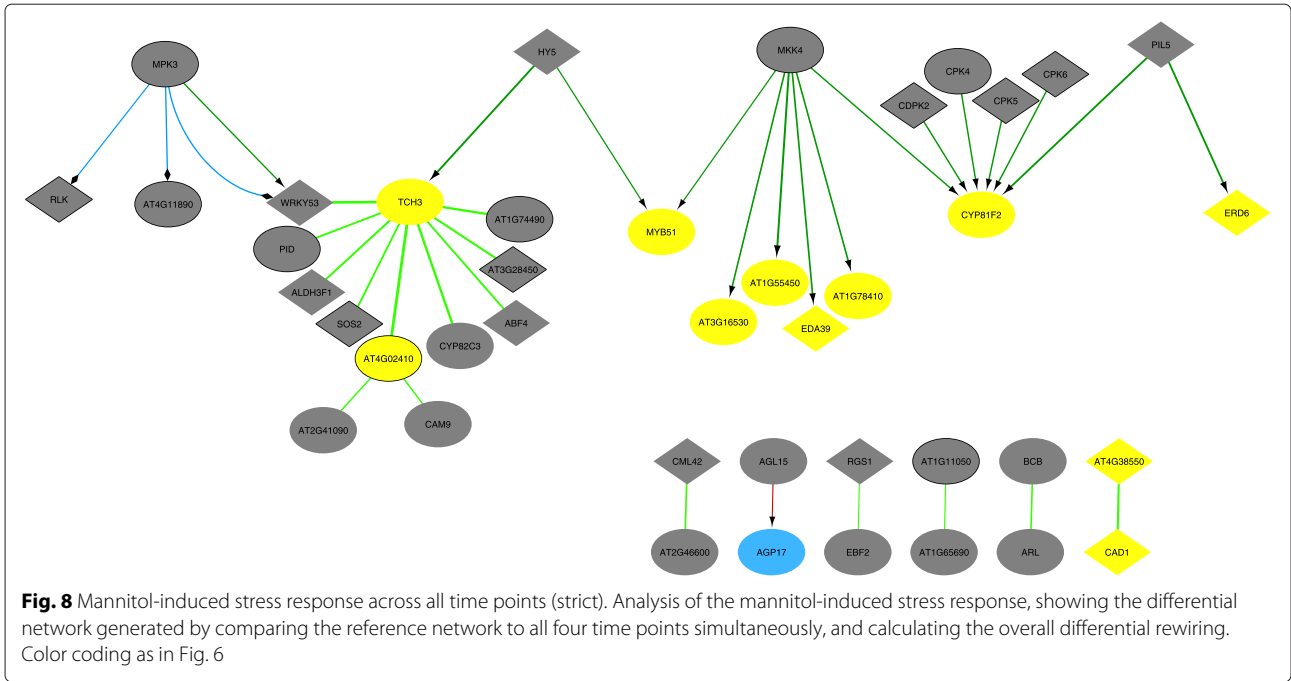 MPK3
HY5
MKK4
PIL5
CPK4
CPK6
CDPK2
CPK5
RLK
AT4G11890
WRKY53
TCH3
AT1G74490
MYB51
CYP81F2
ERD6
PID
AT3G28450
ALDH3F1
AT1G55450
AT1G78410
SOS2
ABF4
AT3G16530
EDA39
CYP82C3
AT4G02410
AT2G41090
CAM9
CML42
AGL15
RGS1
AT1G11050
BCB
AT4G38550
AT2G46600
AGP17
EBF2
AT1G65690
ARL
CAD1
Fig. 8 Mannitol-induced stress response across all time points (strict). Analysis of the mannitol-induced stress response, showing the differential
network generated by comparing the reference network to all four time points simultaneously, and calculating the overall differential rewiring.
Color coding as in Fig. 6